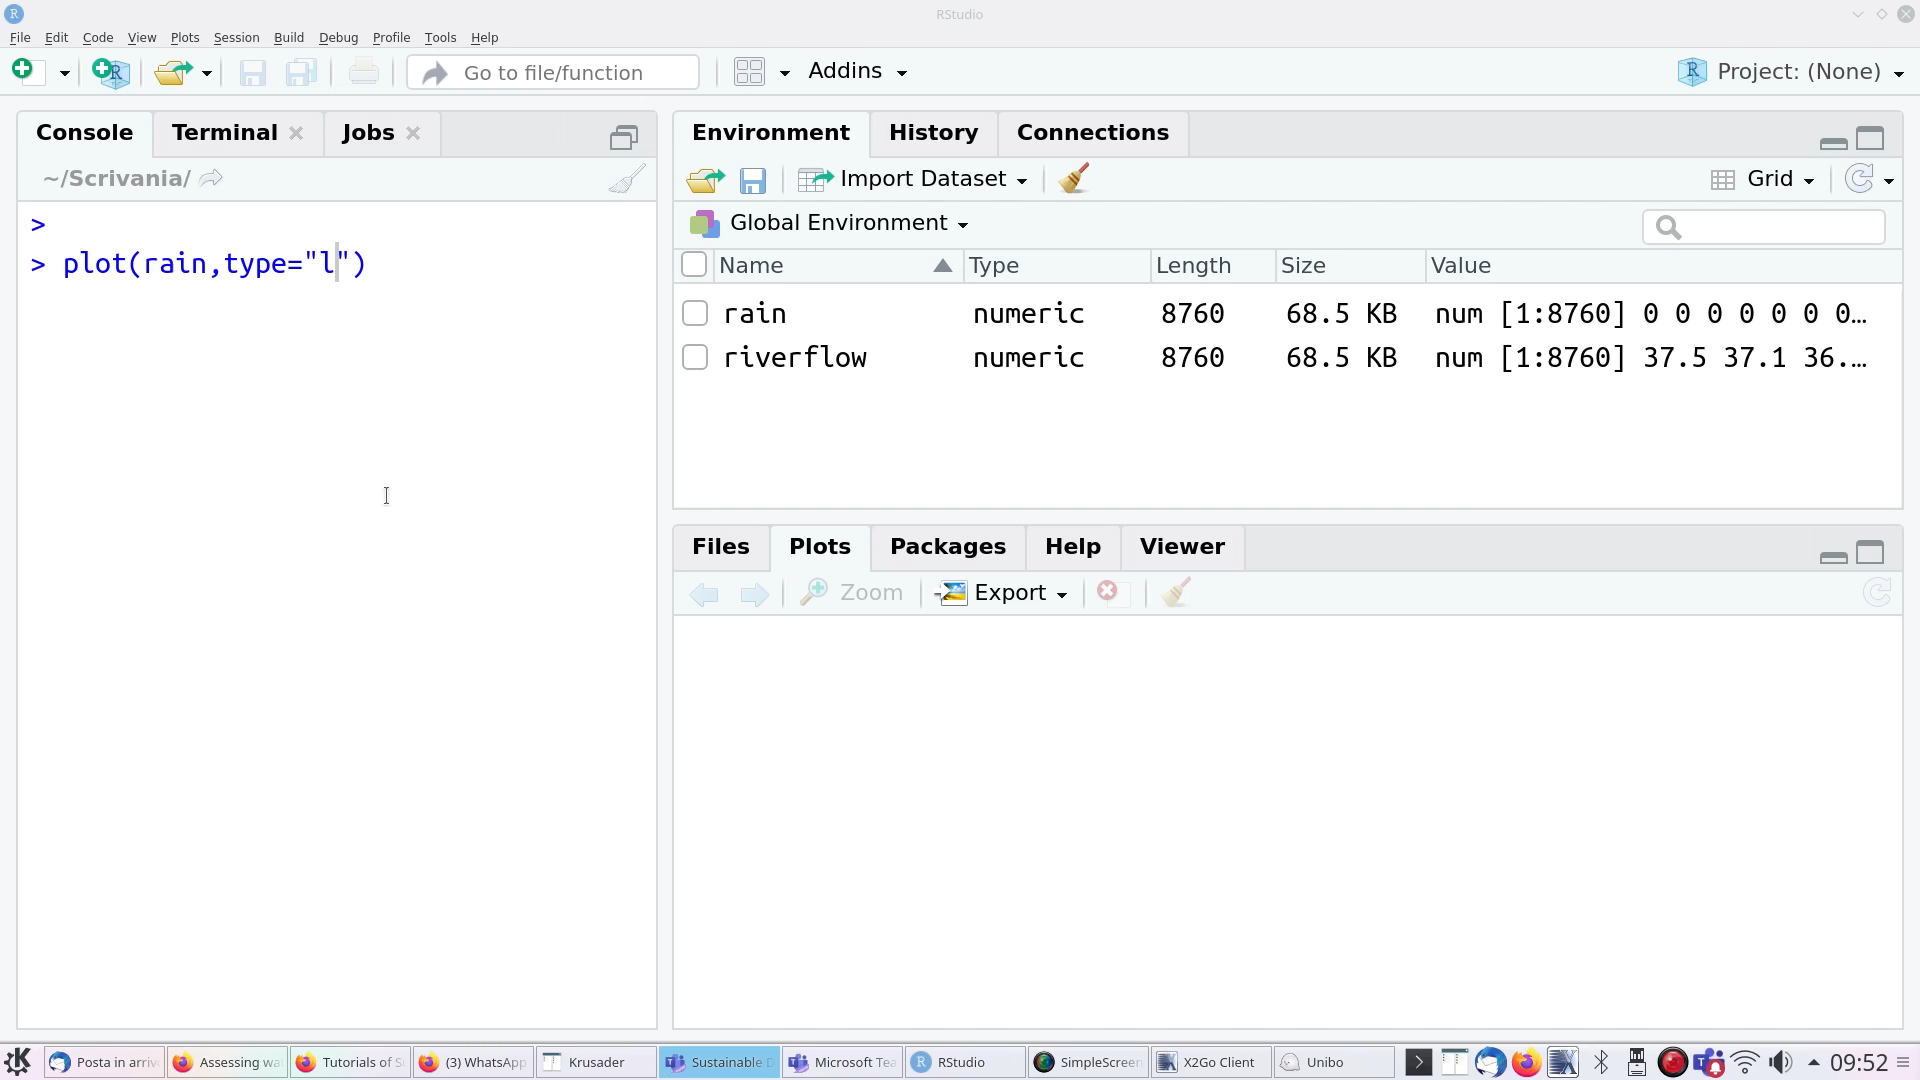 RStudio
File Edit Code View Plots Session Build Debug Profile Tools Help
Go to file/function
Addins
Project: (None)
Console Terminal Jobs
~/Scrivania/
>
> plot(rain,type="l")
Environment History Connections
Import Dataset
Grid
Global Environment
Name Type Length Size Value
rain numeric 8760 68.5 KB num [1:8760] 0 0 0 0 0 0 0…
riverflow numeric 8760 68.5 KB num [1:8760] 37.5 37.1 36.…
Files Plots Packages Help Viewer
Zoom
Export
Posta in arriv Assessing wa Tutorials of S (3) WhatsApp Krusader Sustainable D Microsoft Tea RStudio SimpleScreen X2Go Client Unibo 09:52